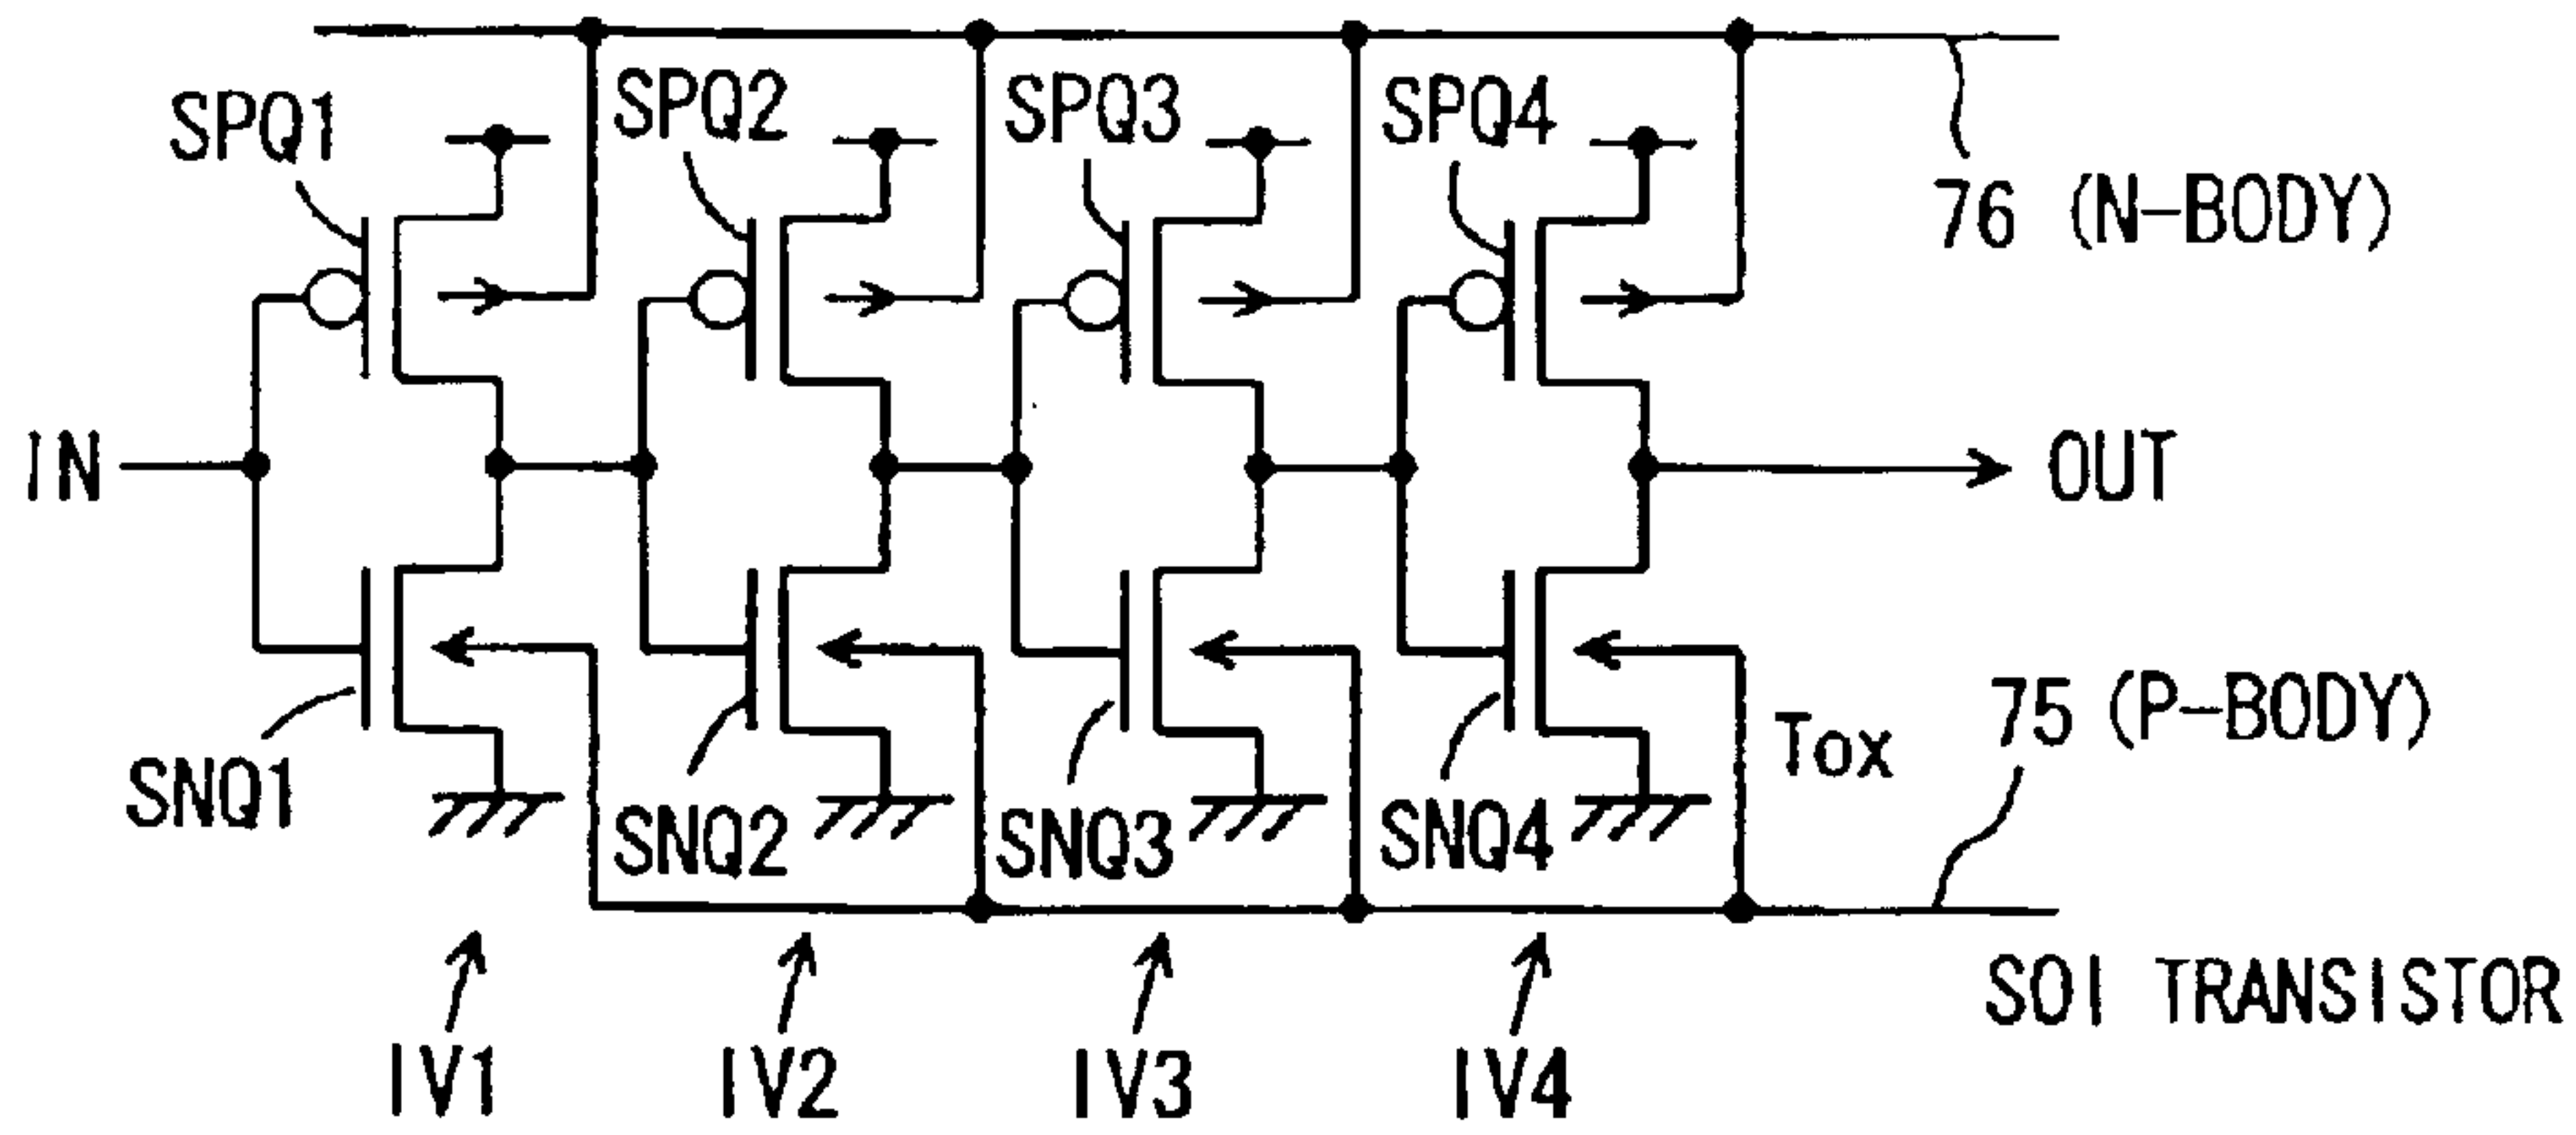 SPQ1 SPQ2 SPQ3 SPQ4
76 (N-BODY)
IN OUT
75 (P-BODY)
Tox
SNQ1 SNQ2 SNQ3 SNQ4
SOI TRANSISTOR
IV1 IV2 IV3 IV4